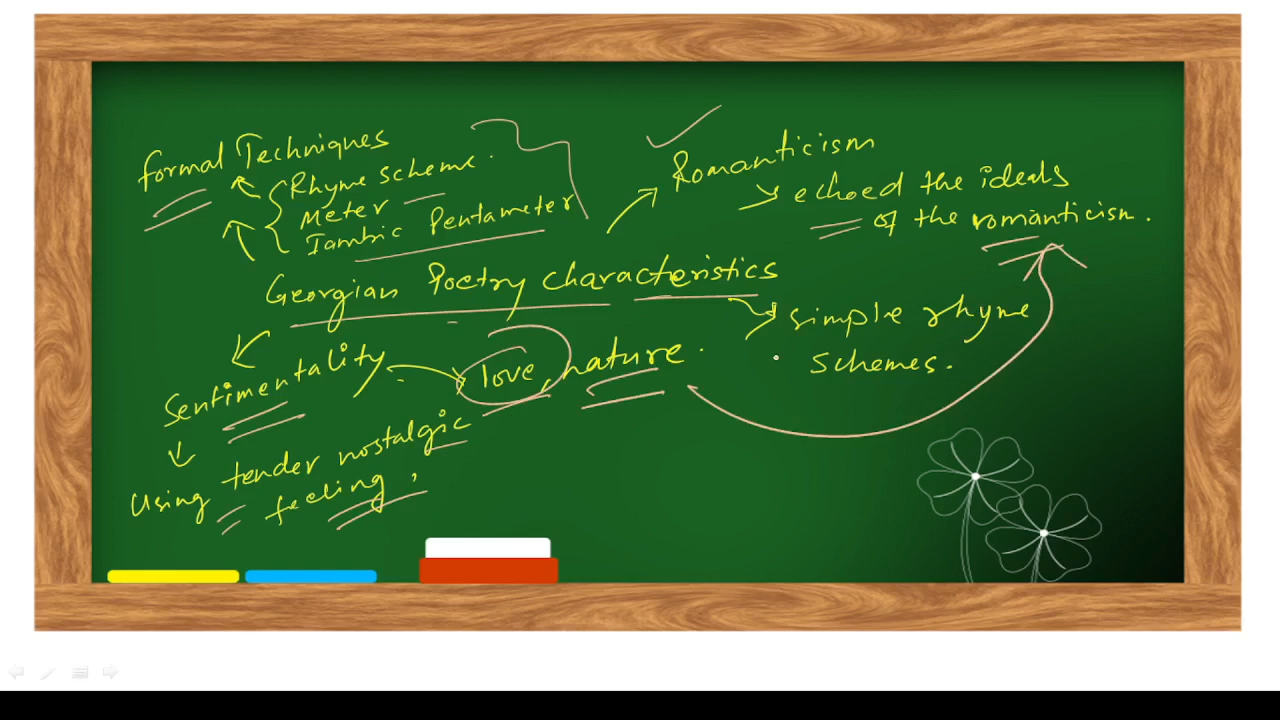 Formal Techniques
Rhyme scheme.
Meter
Iambic Pentameter
Romanticism
echoed the ideals
of the romanticism.
Georgian Poetry characteristics
simple rhyme
schemes.
Sentimentality
love, nature.
Using tender nostalgic
feeling,